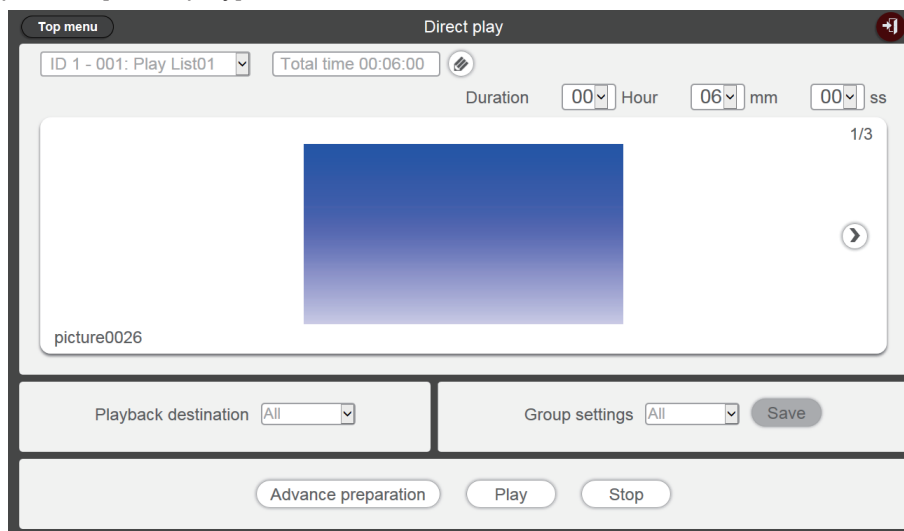 Top menu
Direct play
ID 1 - 001: Play List01
Total time 00:06:00
Duration 00 Hour 06 mm 00 ss
1/3
picture0026
Playback destination All
Group settings All Save
Advance preparation Play Stop